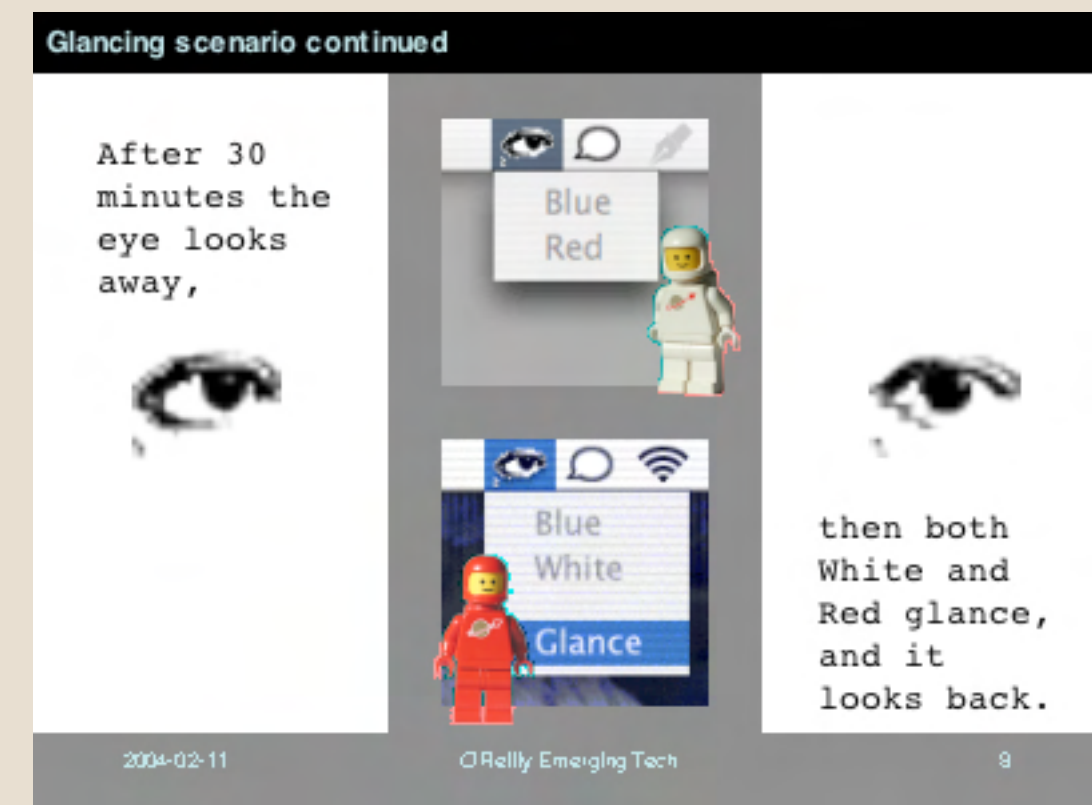 Glancing scenario continued
After 30
minutes the
eye looks
away,
Blue
Red
Blue
White
Glance
then both
White and
Red glance,
and it
looks back.
2004-02-11
O'Reilly Emerging Tech
9